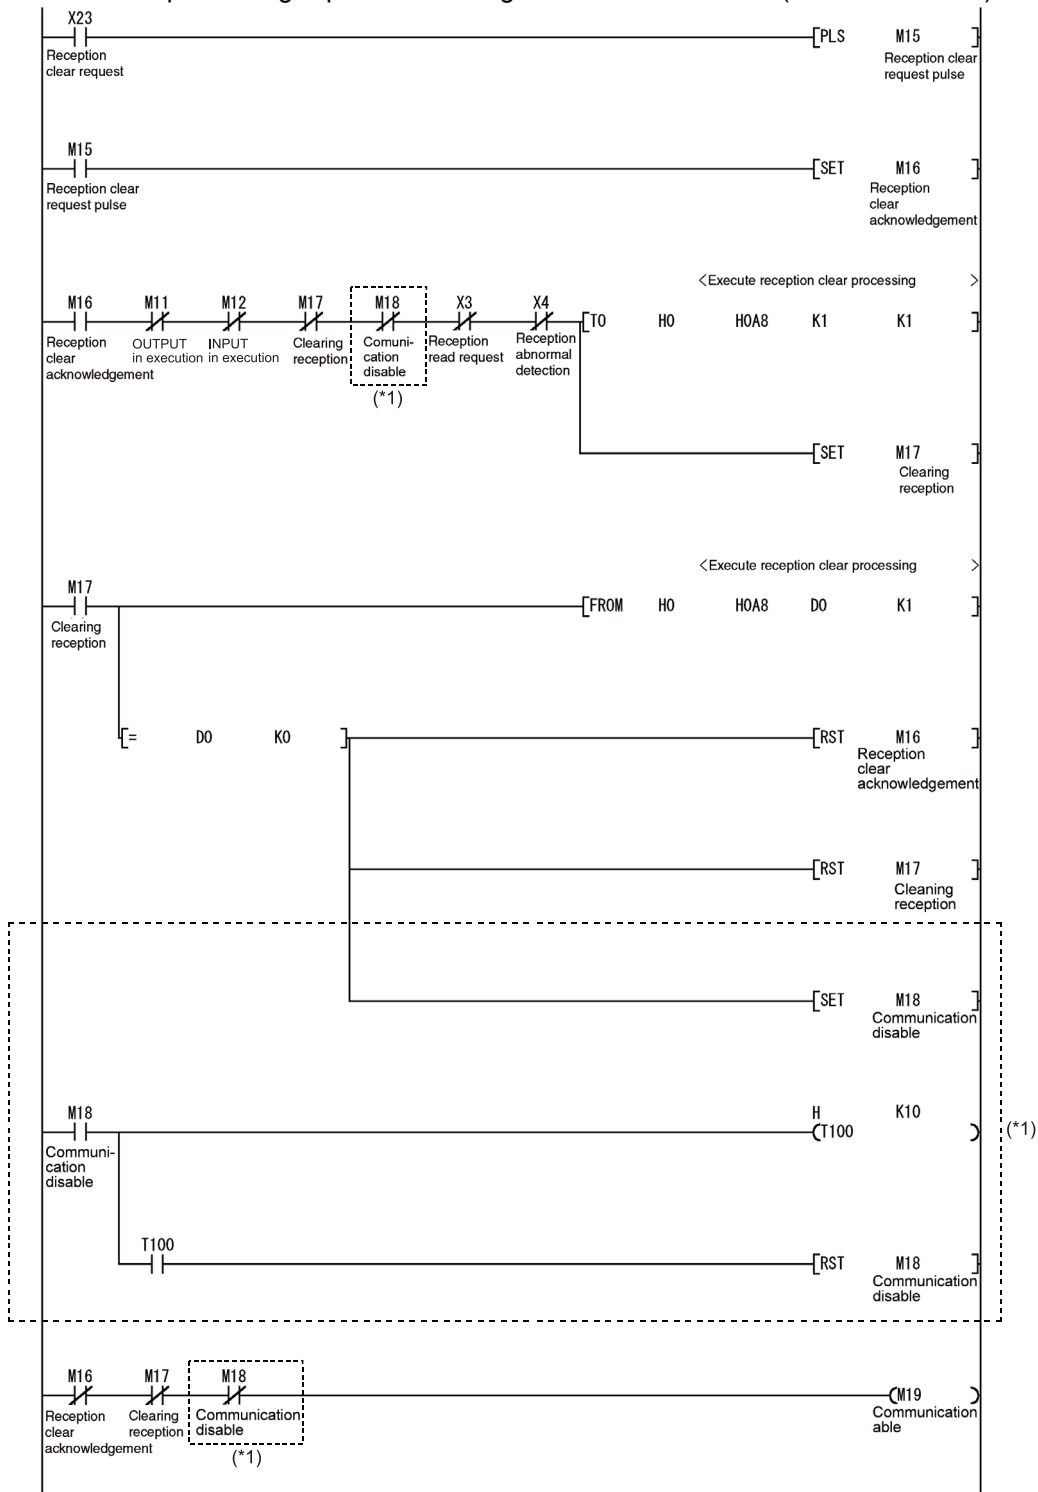 X23
PLS M15
Reception
clear request
Reception clear
request pulse
M15
SET M16
Reception clear
request pulse
Reception
clear
acknowledgement
<Execute reception clear processing >
M16 M11 M12 M17 M18 X3 X4
TO H0 H0A8 K1 K1
Reception
clear
acknowledgement
OUTPUT
in execution
INPUT
in execution
Clearing
reception
Comuni-
cation
disable
Reception
read request
Reception
abnormal
detection
(*1)
SET M17
Clearing
reception
<Execute reception clear processing >
M17
FROM H0 H0A8 D0 K1
Clearing
reception
= D0 K0
RST M16
Reception
clear
acknowledgement
RST M17
Cleaning
reception
SET M18
Communication
disable
M18
H K10
T100
(*1)
Communi-
cation
disable
T100
RST M18
Communication
disable
M16 M17 M18
M19
Reception
clear
acknowledgement
Clearing
reception
Communication
disable
Communication
able
(*1)